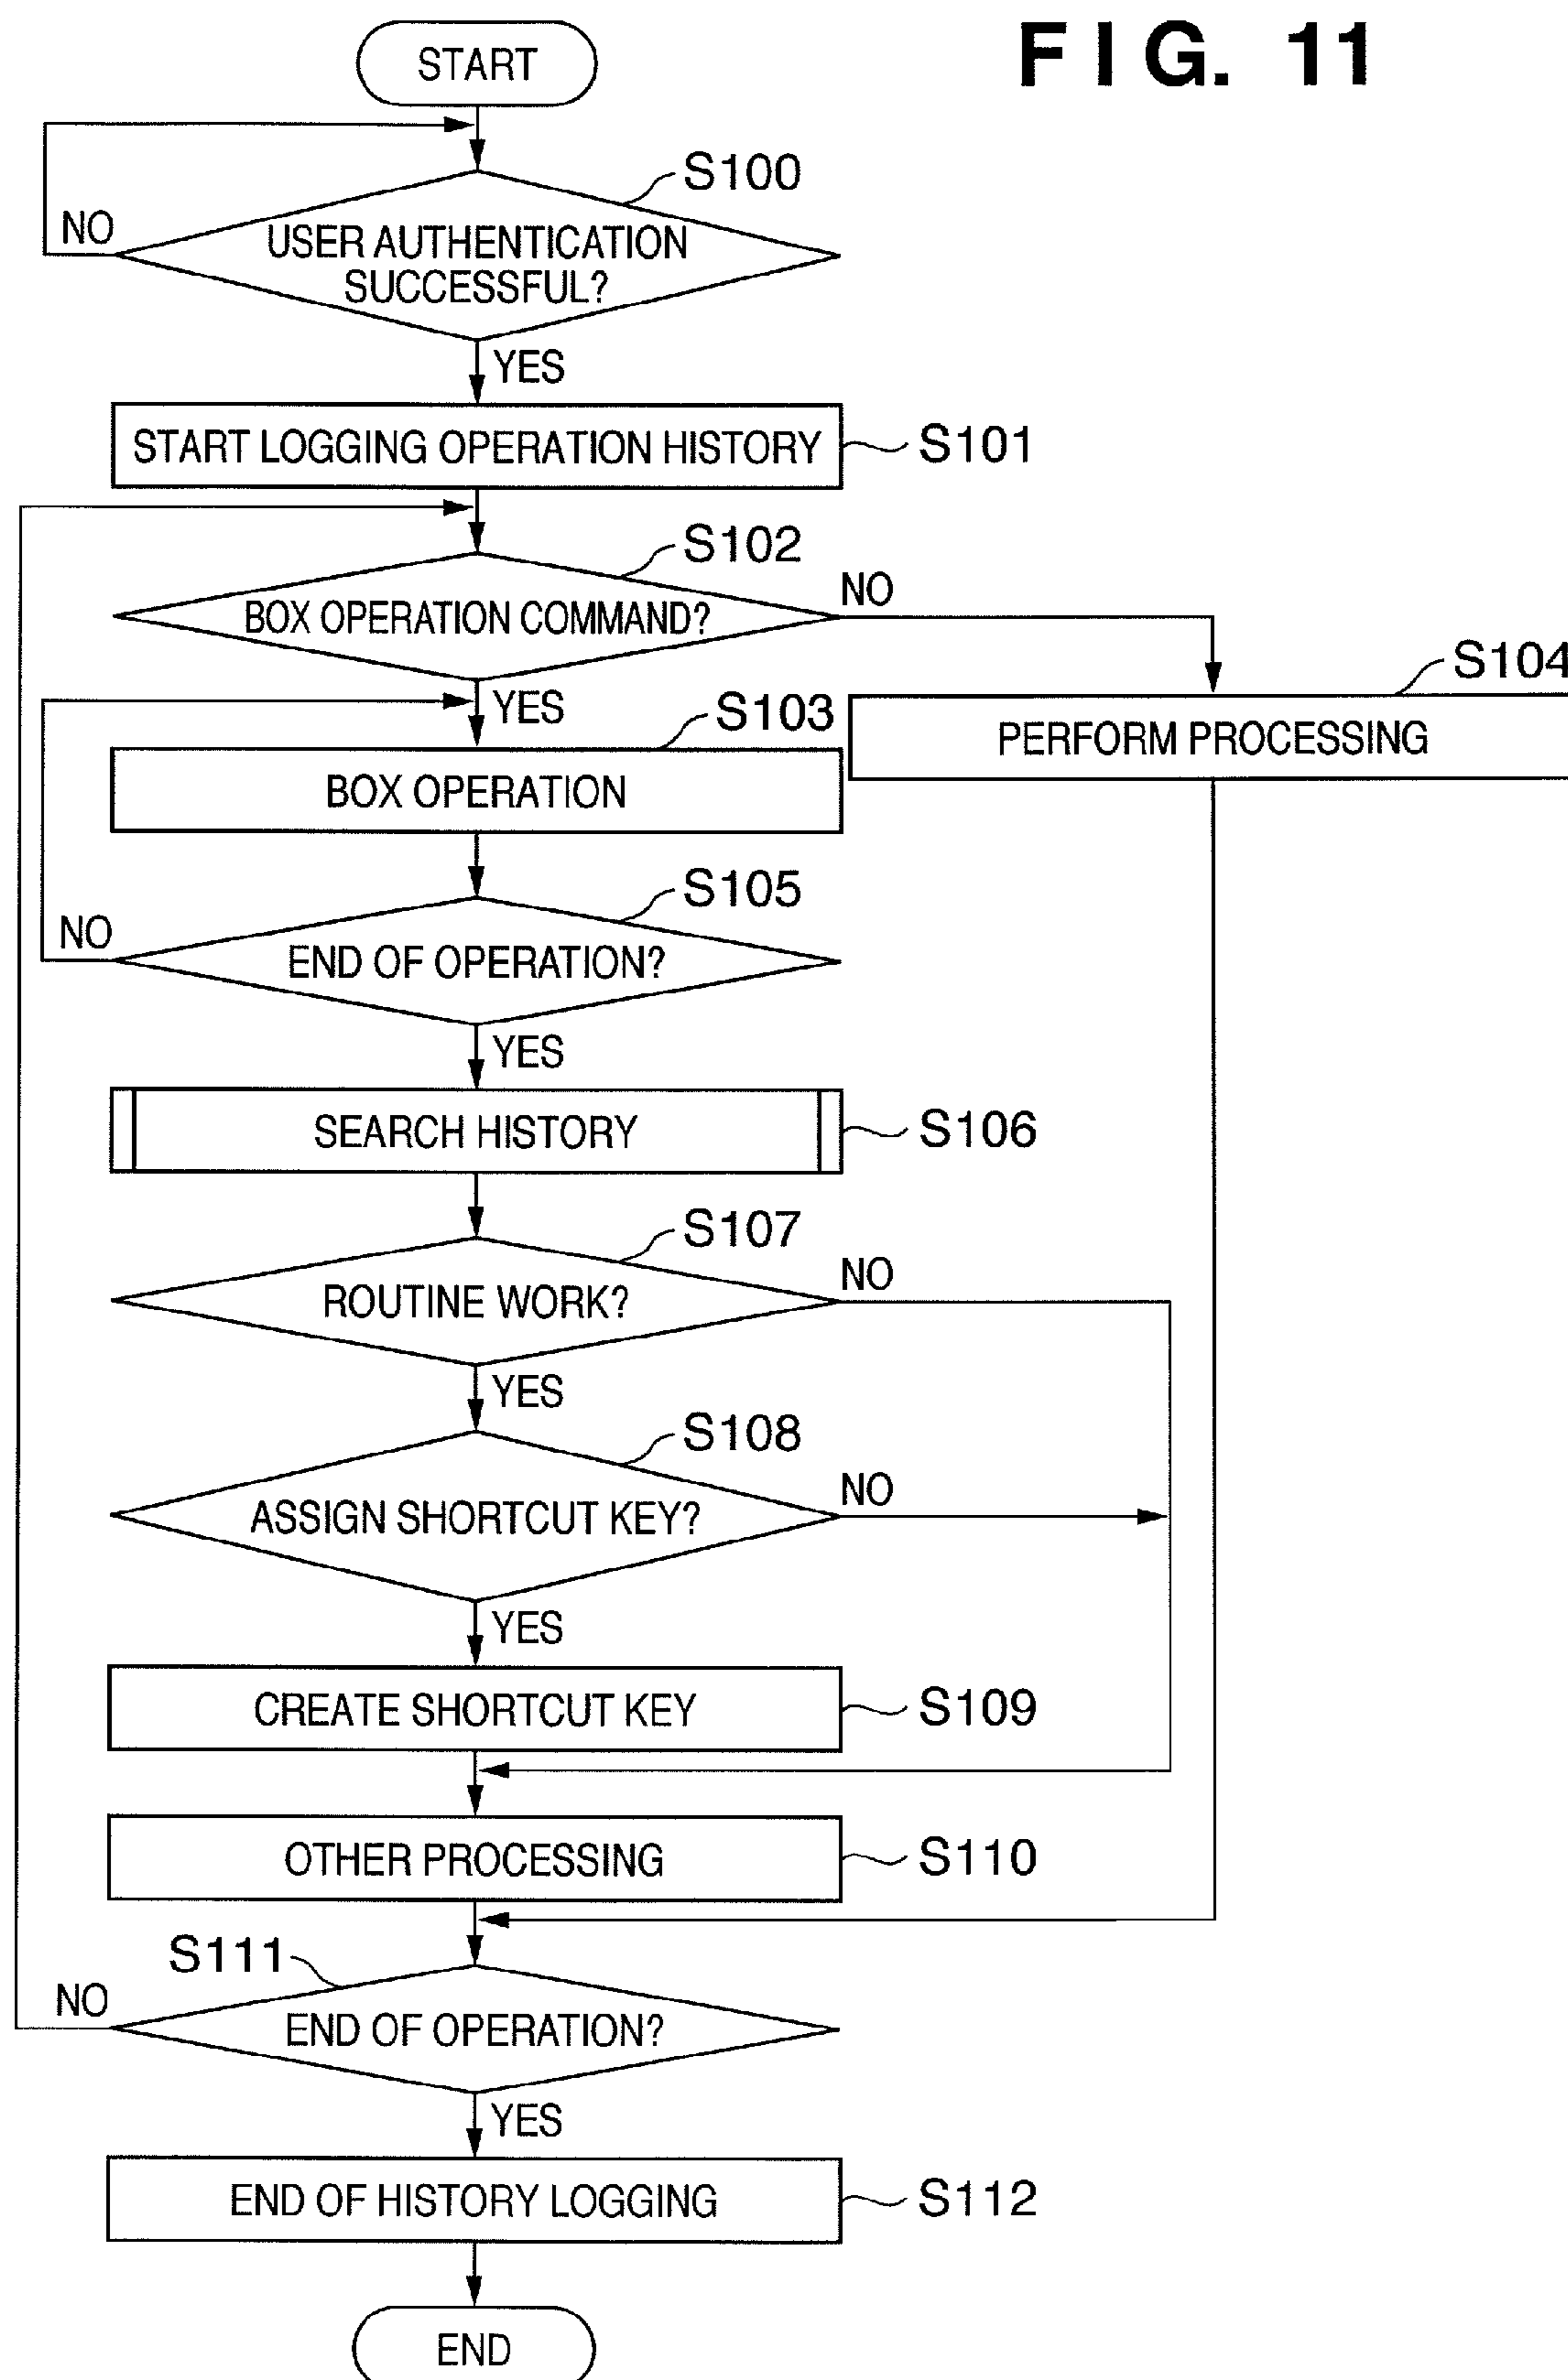 FIG. 11
START
S100
NO
USER AUTHENTICATION
SUCCESSFUL?
YES
START LOGGING OPERATION HISTORY
S101
S102
NO
BOX OPERATION COMMAND?
S104
YES
S103
PERFORM PROCESSING
BOX OPERATION
S105
NO
END OF OPERATION?
YES
SEARCH HISTORY
S106
S107
NO
ROUTINE WORK?
YES
S108
NO
ASSIGN SHORTCUT KEY?
YES
CREATE SHORTCUT KEY
S109
OTHER PROCESSING
S110
S111
NO
END OF OPERATION?
YES
END OF HISTORY LOGGING
S112
END